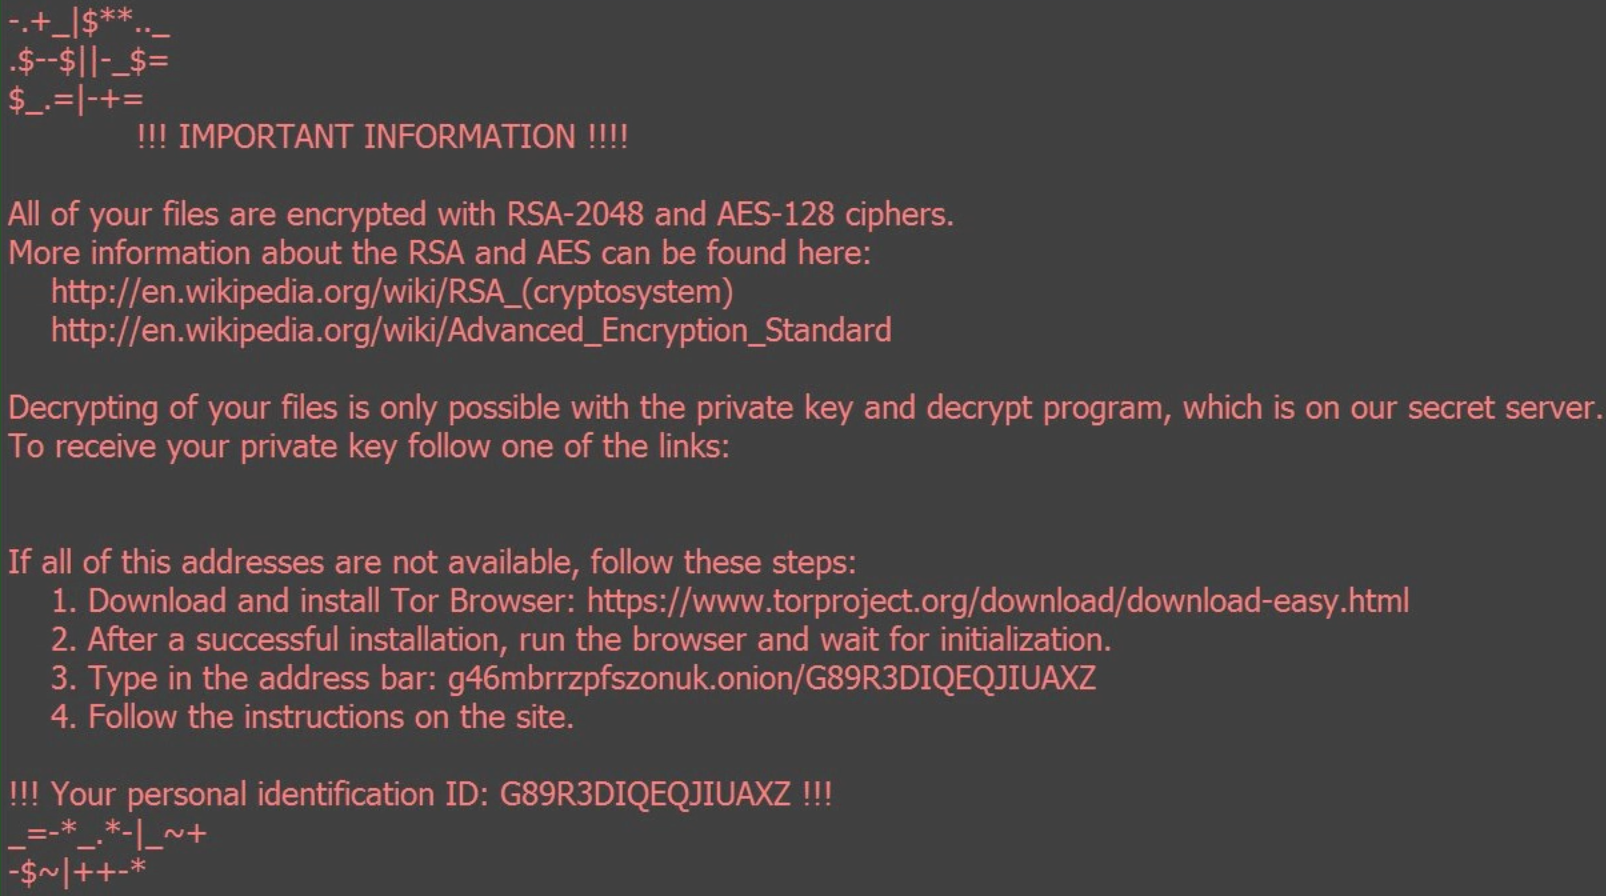 -.+_|$**.._
.$--$||-_$=
$_.=|-+=
!!! IMPORTANT INFORMATION !!!!
All of your files are encrypted with RSA-2048 and AES-128 ciphers.
More information about the RSA and AES can be found here:
http://en.wikipedia.org/wiki/RSA_(cryptosystem)
http://en.wikipedia.org/wiki/Advanced_Encryption_Standard
Decrypting of your files is only possible with the private key and decrypt program, which is on our secret server.
To receive your private key follow one of the links:
If all of this addresses are not available, follow these steps:
1. Download and install Tor Browser: https://www.torproject.org/download/download-easy.html
2. After a successful installation, run the browser and wait for initialization.
3. Type in the address bar: g46mbrrzpfszonuk.onion/G89R3DIQEQJIUAXZ
4. Follow the instructions on the site.
!!! Your personal identification ID: G89R3DIQEQJIUAXZ !!!
_=-*_.*-|_~+
-$~|++-*